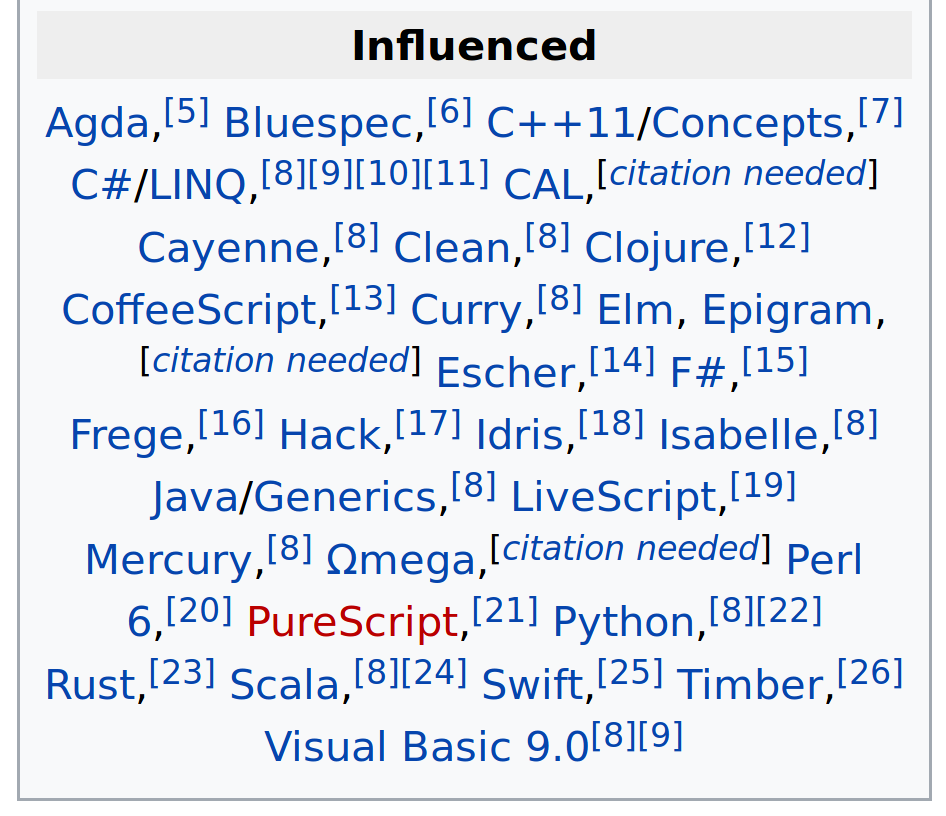 Influenced
Agda,[5] Bluespec,[6] C++11/Concepts,[7]
C#/LINQ,[8][9][10][11] CAL,[citation needed]
Cayenne,[8] Clean,[8] Clojure,[12]
CoffeeScript,[13] Curry,[8] Elm, Epigram,
[citation needed] Escher,[14] F#,[15]
Frege,[16] Hack,[17] Idris,[18] Isabelle,[8]
Java/Generics,[8] LiveScript,[19]
Mercury,[8] Ωmega,[citation needed] Perl
6,[20] PureScript,[21] Python,[8][22]
Rust,[23] Scala,[8][24] Swift,[25] Timber,[26]
Visual Basic 9.0[8][9]